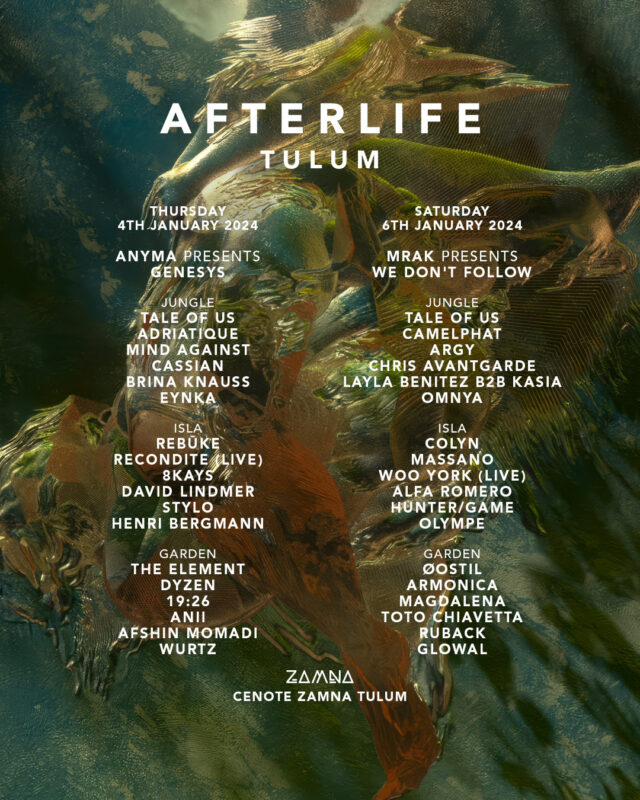 AFTERLIFE
TULUM
THURSDAY
4TH JANUARY 2024
ANYMA PRESENTS
GENESYS
JUNGLE
TALE OF US
ADRIATIQUE
MIND AGAINST
CASSIAN
BRINA KNAUSS
EYNKA
ISLA
REBŪKE
RECONDITE (LIVE)
8KAYS
DAVID LINDMER
STYLO
HENRI BERGMANN
GARDEN
THE ELEMENT
DYZEN
19:26
ANII
AFSHIN MOMADI
WURTZ
SATURDAY
6TH JANUARY 2024
MRAK PRESENTS
WE DON'T FOLLOW
JUNGLE
TALE OF US
CAMELPHAT
ARGY
CHRIS AVANTGARDE
LAYLA BENITEZ B2B KASIA
OMNYA
ISLA
COLYN
MASSANO
WOO YORK (LIVE)
ALFA ROMERO
HUNTER/GAME
OLYMPE
GARDEN
ØOSTIL
ARMONICA
MAGDALENA
TOTO CHIAVETTA
RUBACK
GLOWAL
ZAMNA
CENOTE ZAMNA TULUM